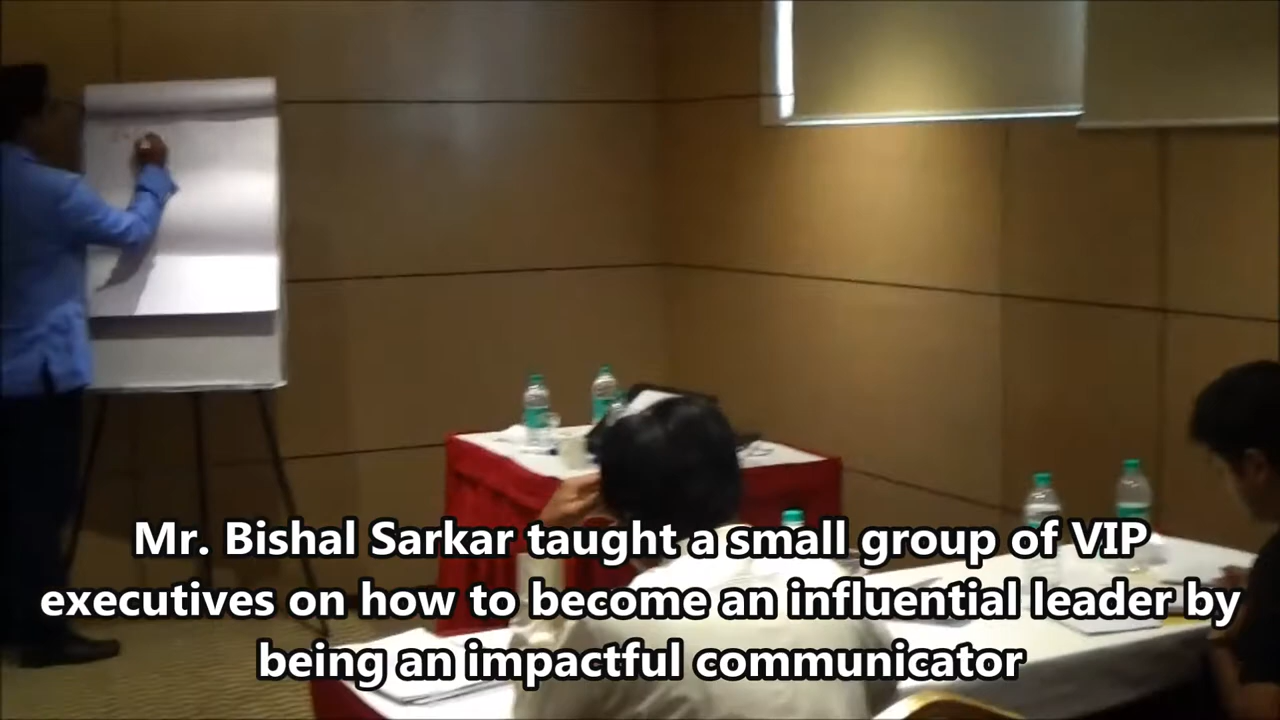 Mr. Bishal Sarkar taught a small group of VIP
executives on how to become an influential leader by
being an impactful communicator